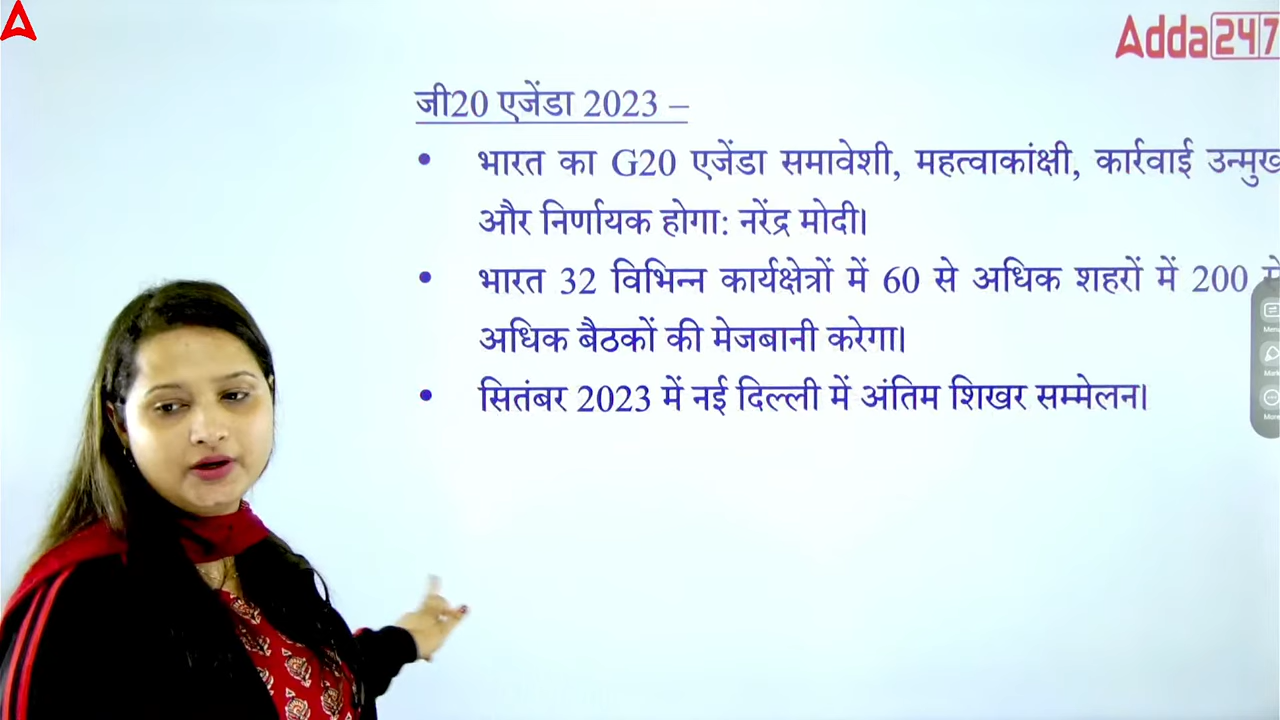 Adda247
जी20 एजेंडा 2023 –
• भारत का G20 एजेंडा समावेशी, महत्वाकांक्षी, कार्रवाई उन्मुख
और निर्णायक होगा: नरेंद्र मोदी।
• भारत 32 विभिन्न कार्यक्षेत्रों में 60 से अधिक शहरों में 200
अधिक बैठकों की मेजबानी करेगा।
• सितंबर 2023 में नई दिल्ली में अंतिम शिखर सम्मेलन।